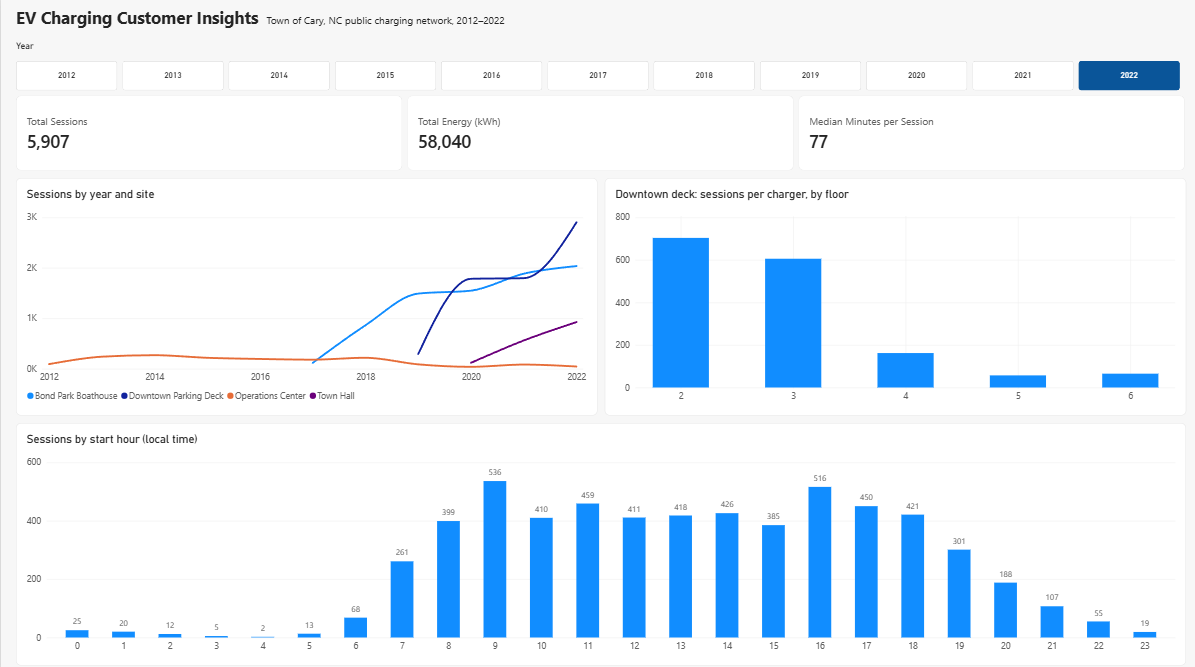 EV Charging Customer Insights Town of Cary, NC public charging network, 2012–2022
Year
2012 2013 2014 2015 2016 2017 2018 2019 2020 2021 2022
Total Sessions
5,907
Total Energy (kWh)
58,040
Median Minutes per Session
77
Sessions by year and site
3K
2K
1K
0K
2012 2014 2016 2018 2020 2022
Bond Park Boathouse Downtown Parking Deck Operations Center Town Hall
Downtown deck: sessions per charger, by floor
800
600
400
200
0
2 3 4 5 6
Sessions by start hour (local time)
600
400
200
0
25 20 12 5 2 13 68 261 399 536 410 459 411 418 426 385 516 450 421 301 188 107 55 19
0 1 2 3 4 5 6 7 8 9 10 11 12 13 14 15 16 17 18 19 20 21 22 23